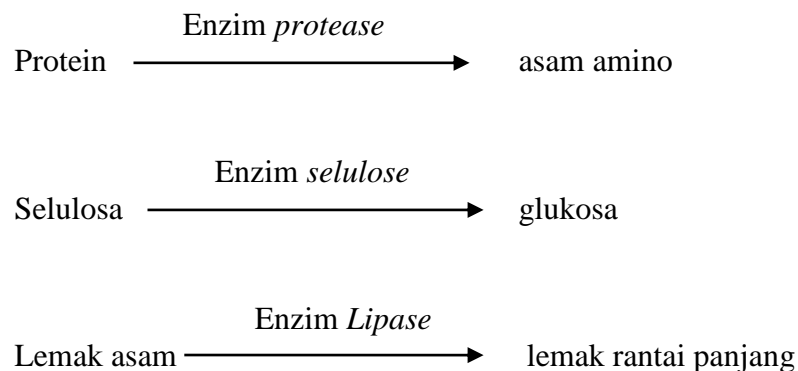 Enzim protease
Protein asam amino
Enzim selulose
Selulosa glukosa
Enzim Lipase
Lemak asam lemak rantai panjang